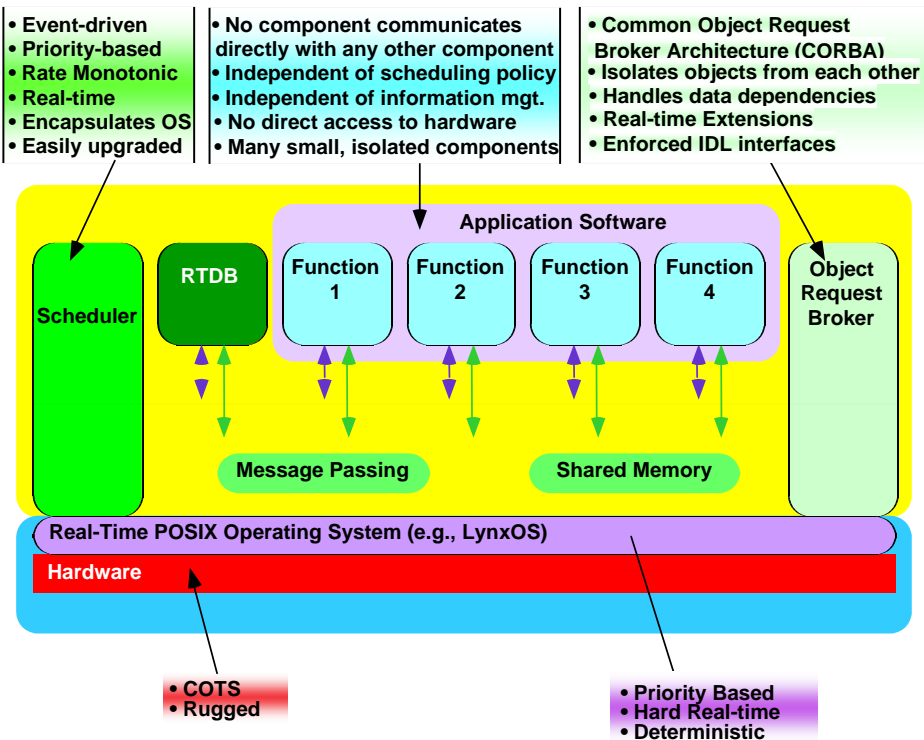 • Event-driven
• Priority-based
• Rate Monotonic
• Real-time
• Encapsulates OS
• Easily upgraded
• No component communicates
directly with any other component
• Independent of scheduling policy
• Independent of information mgt.
• No direct access to hardware
• Many small, isolated components
• Common Object Request
Broker Architecture (CORBA)
• Isolates objects from each other
• Handles data dependencies
• Real-time Extensions
• Enforced IDL interfaces
Application Software
Scheduler
RTDB
Function
1
Function
2
Function
3
Function
4
Object
Request
Broker
Message Passing
Shared Memory
Real-Time POSIX Operating System (e.g., LynxOS)
Hardware
• COTS
• Rugged
• Priority Based
• Hard Real-time
• Deterministic